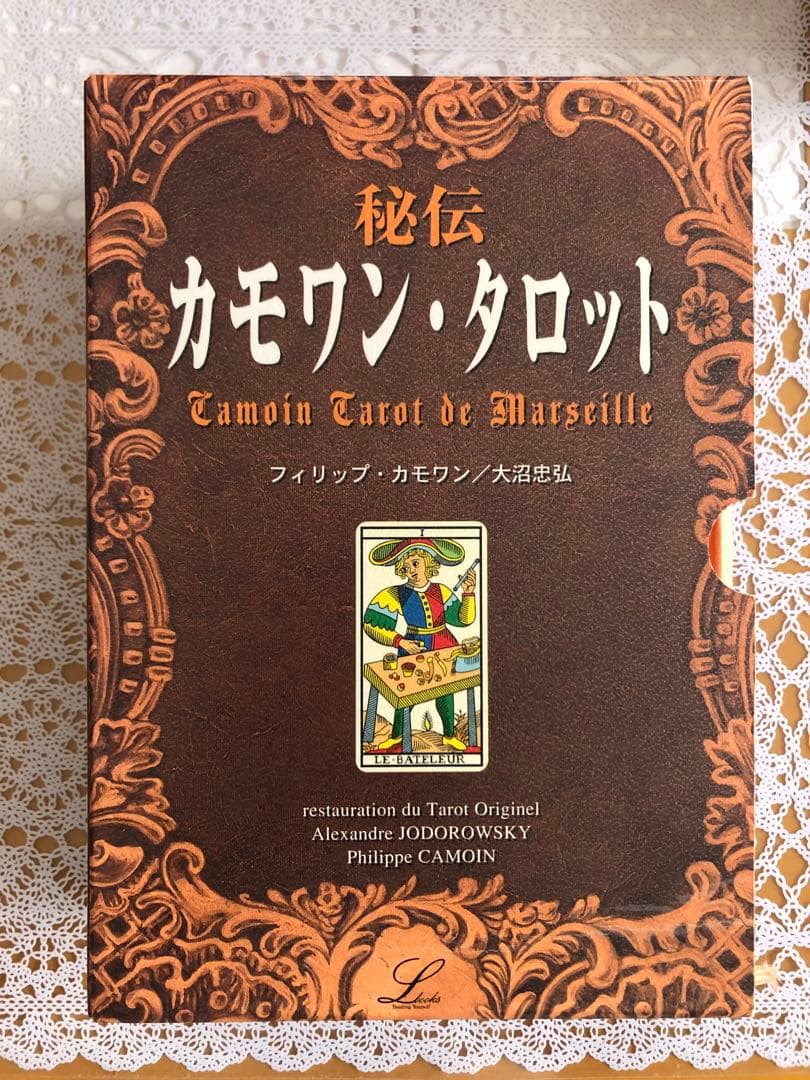 秘伝
カモワン・タロット
Camoin Tarot de Marseille
フィリップ・カモワン／大沼忠弘
I
LE·BATELEUR
restauration du Tarot Originel
Alexandre JODOROWSKY
Philippe CAMOIN
L books